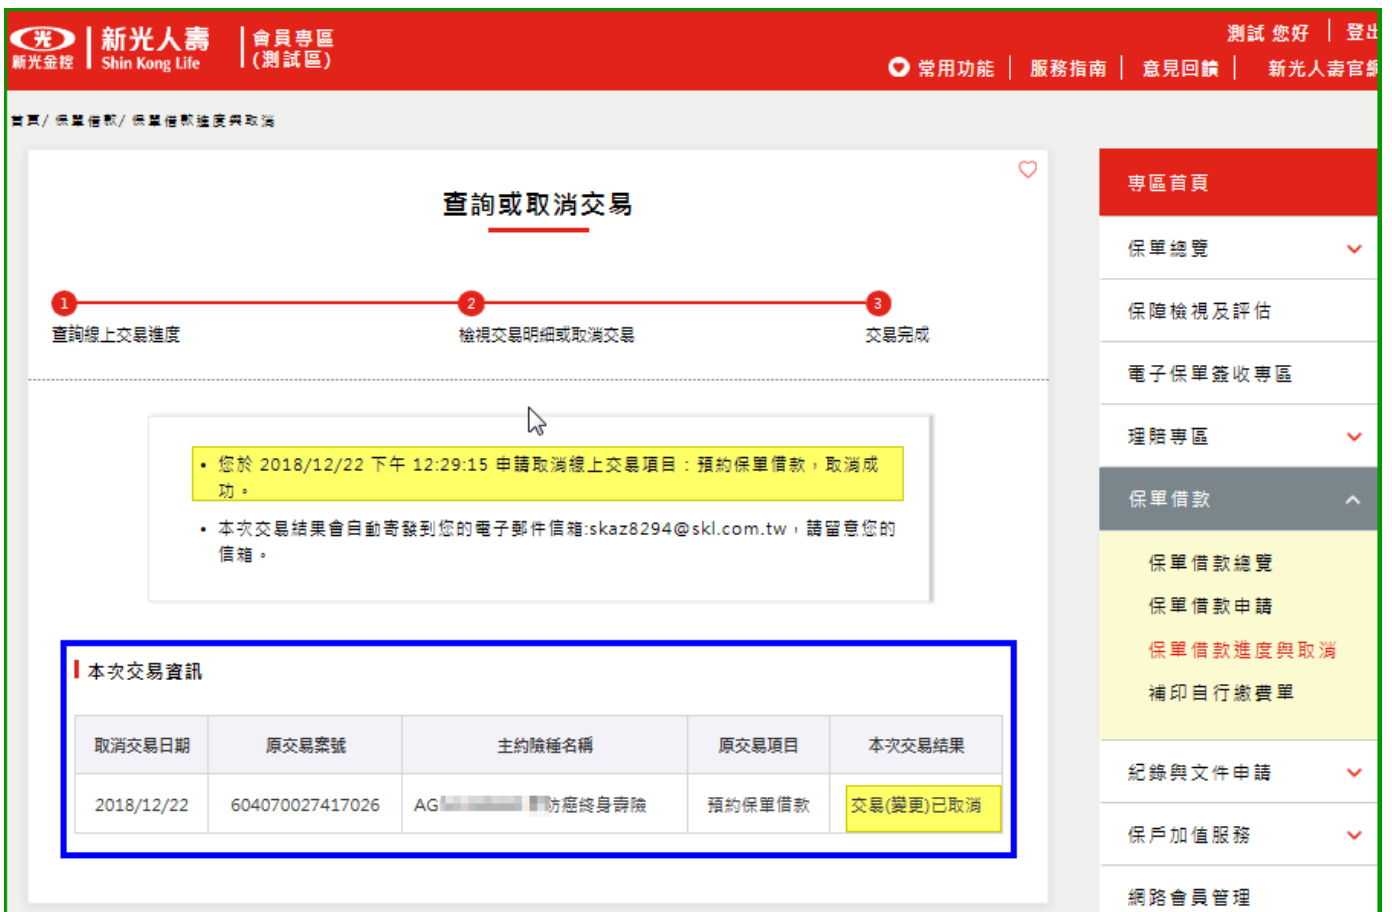 新光金控
新光人壽
Shin Kong Life
會員專區
(測試區)
測試 您好
登出
常用功能
服務指南
意見回饋
新光人壽官網
首頁/ 保單借款/ 保單借款進度與取消
查詢或取消交易
1
2
3
查詢線上交易進度
檢視交易明細或取消交易
交易完成
• 您於 2018/12/22 下午 12:29:15 申請取消線上交易項目：預約保單借款，取消成
功。
• 本次交易結果會自動寄發到您的電子郵件信箱:skaz8294@skl.com.tw，請留意您的
信箱。
本次交易資訊
取消交易日期 原交易案號 主約險種名稱 原交易項目 本次交易結果
2018/12/22 604070027417026 AG 防癌終身壽險 預約保單借款 交易(變更)已取消
專區首頁
保單總覽
保障檢視及評估
電子保單簽收專區
理賠專區
保單借款
保單借款總覽
保單借款申請
保單借款進度與取消
補印自行繳費單
紀錄與文件申請
保戶加值服務
網路會員管理